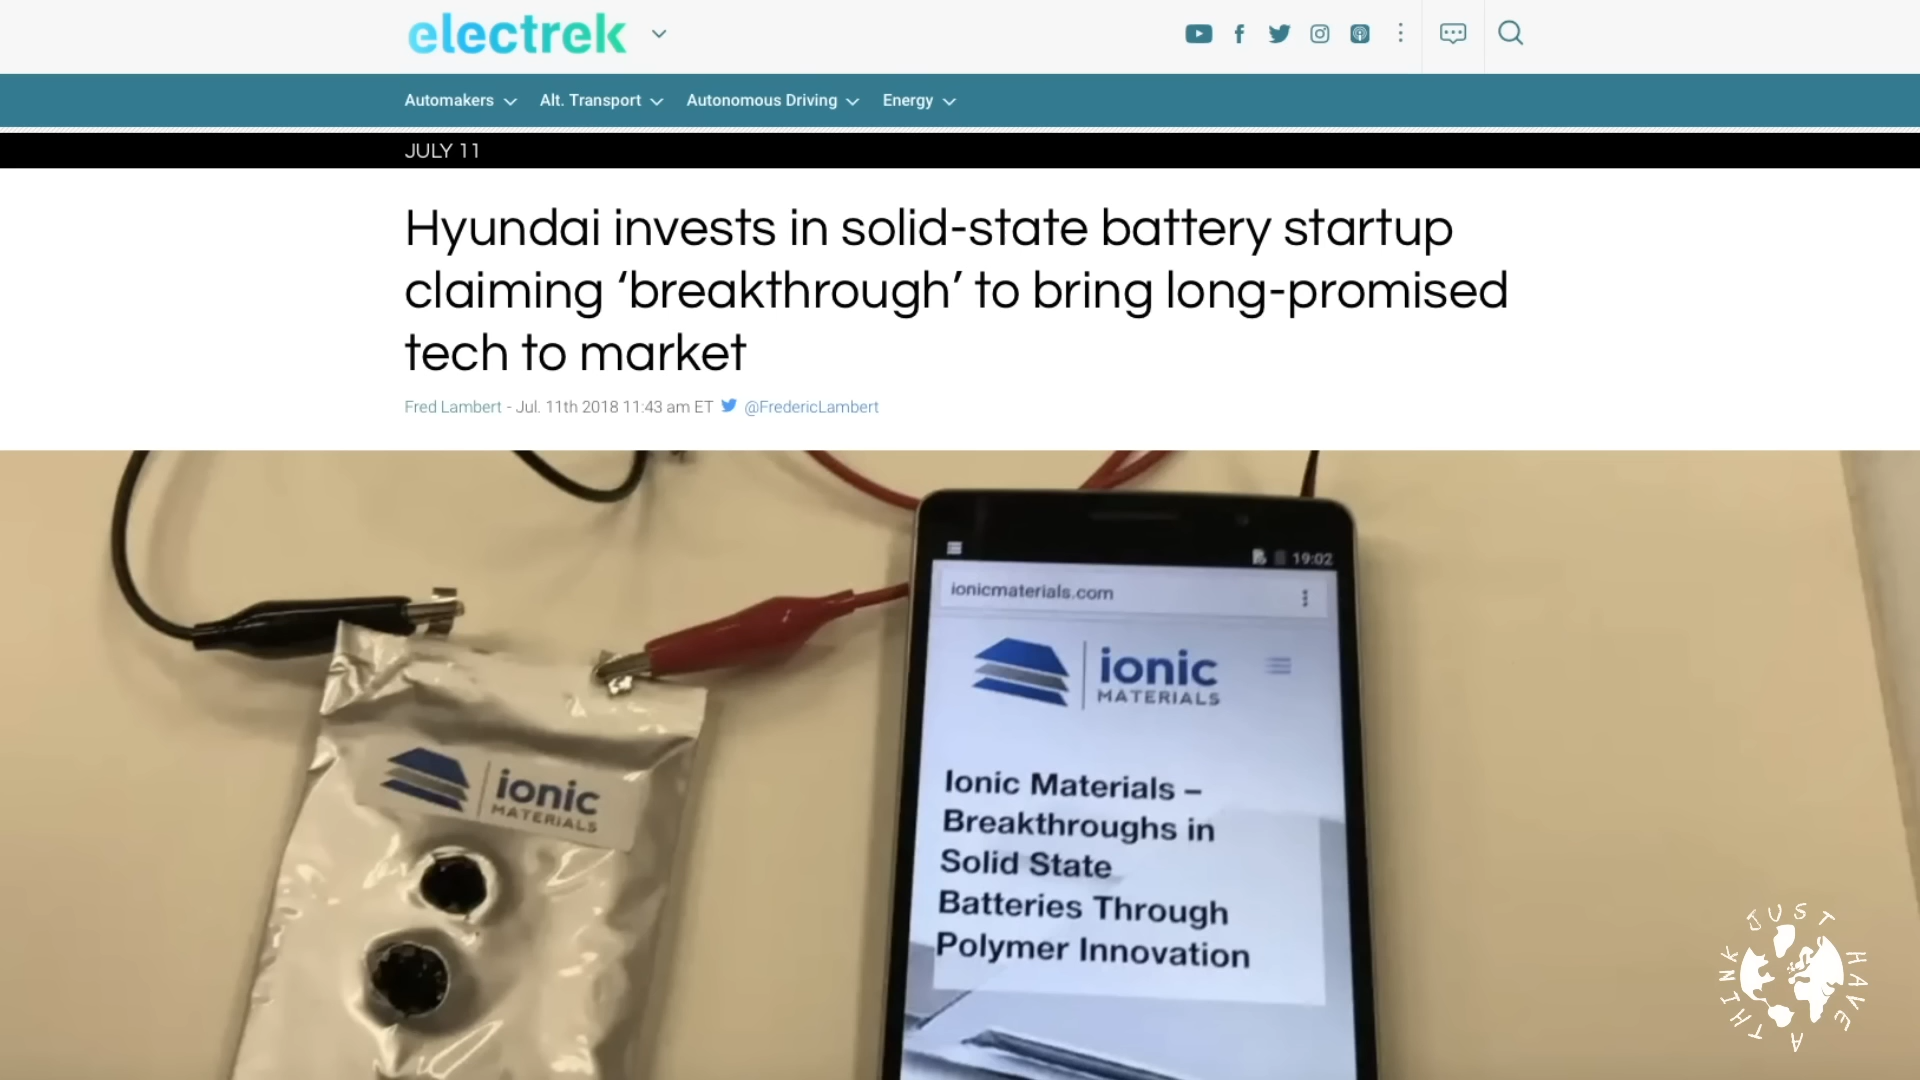 electrek
Automakers Alt. Transport Autonomous Driving Energy
JULY 11
Hyundai invests in solid-state battery startup
claiming ‘breakthrough’ to bring long-promised
tech to market
Fred Lambert - Jul. 11th 2018 11:43 am ET @FredericLambert
19:02
ionicmaterials.com
ionic
MATERIALS
Ionic Materials –
Breakthroughs in
Solid State
Batteries Through
Polymer Innovation
ionic
MATERIALS
JUST HAVE A THINK